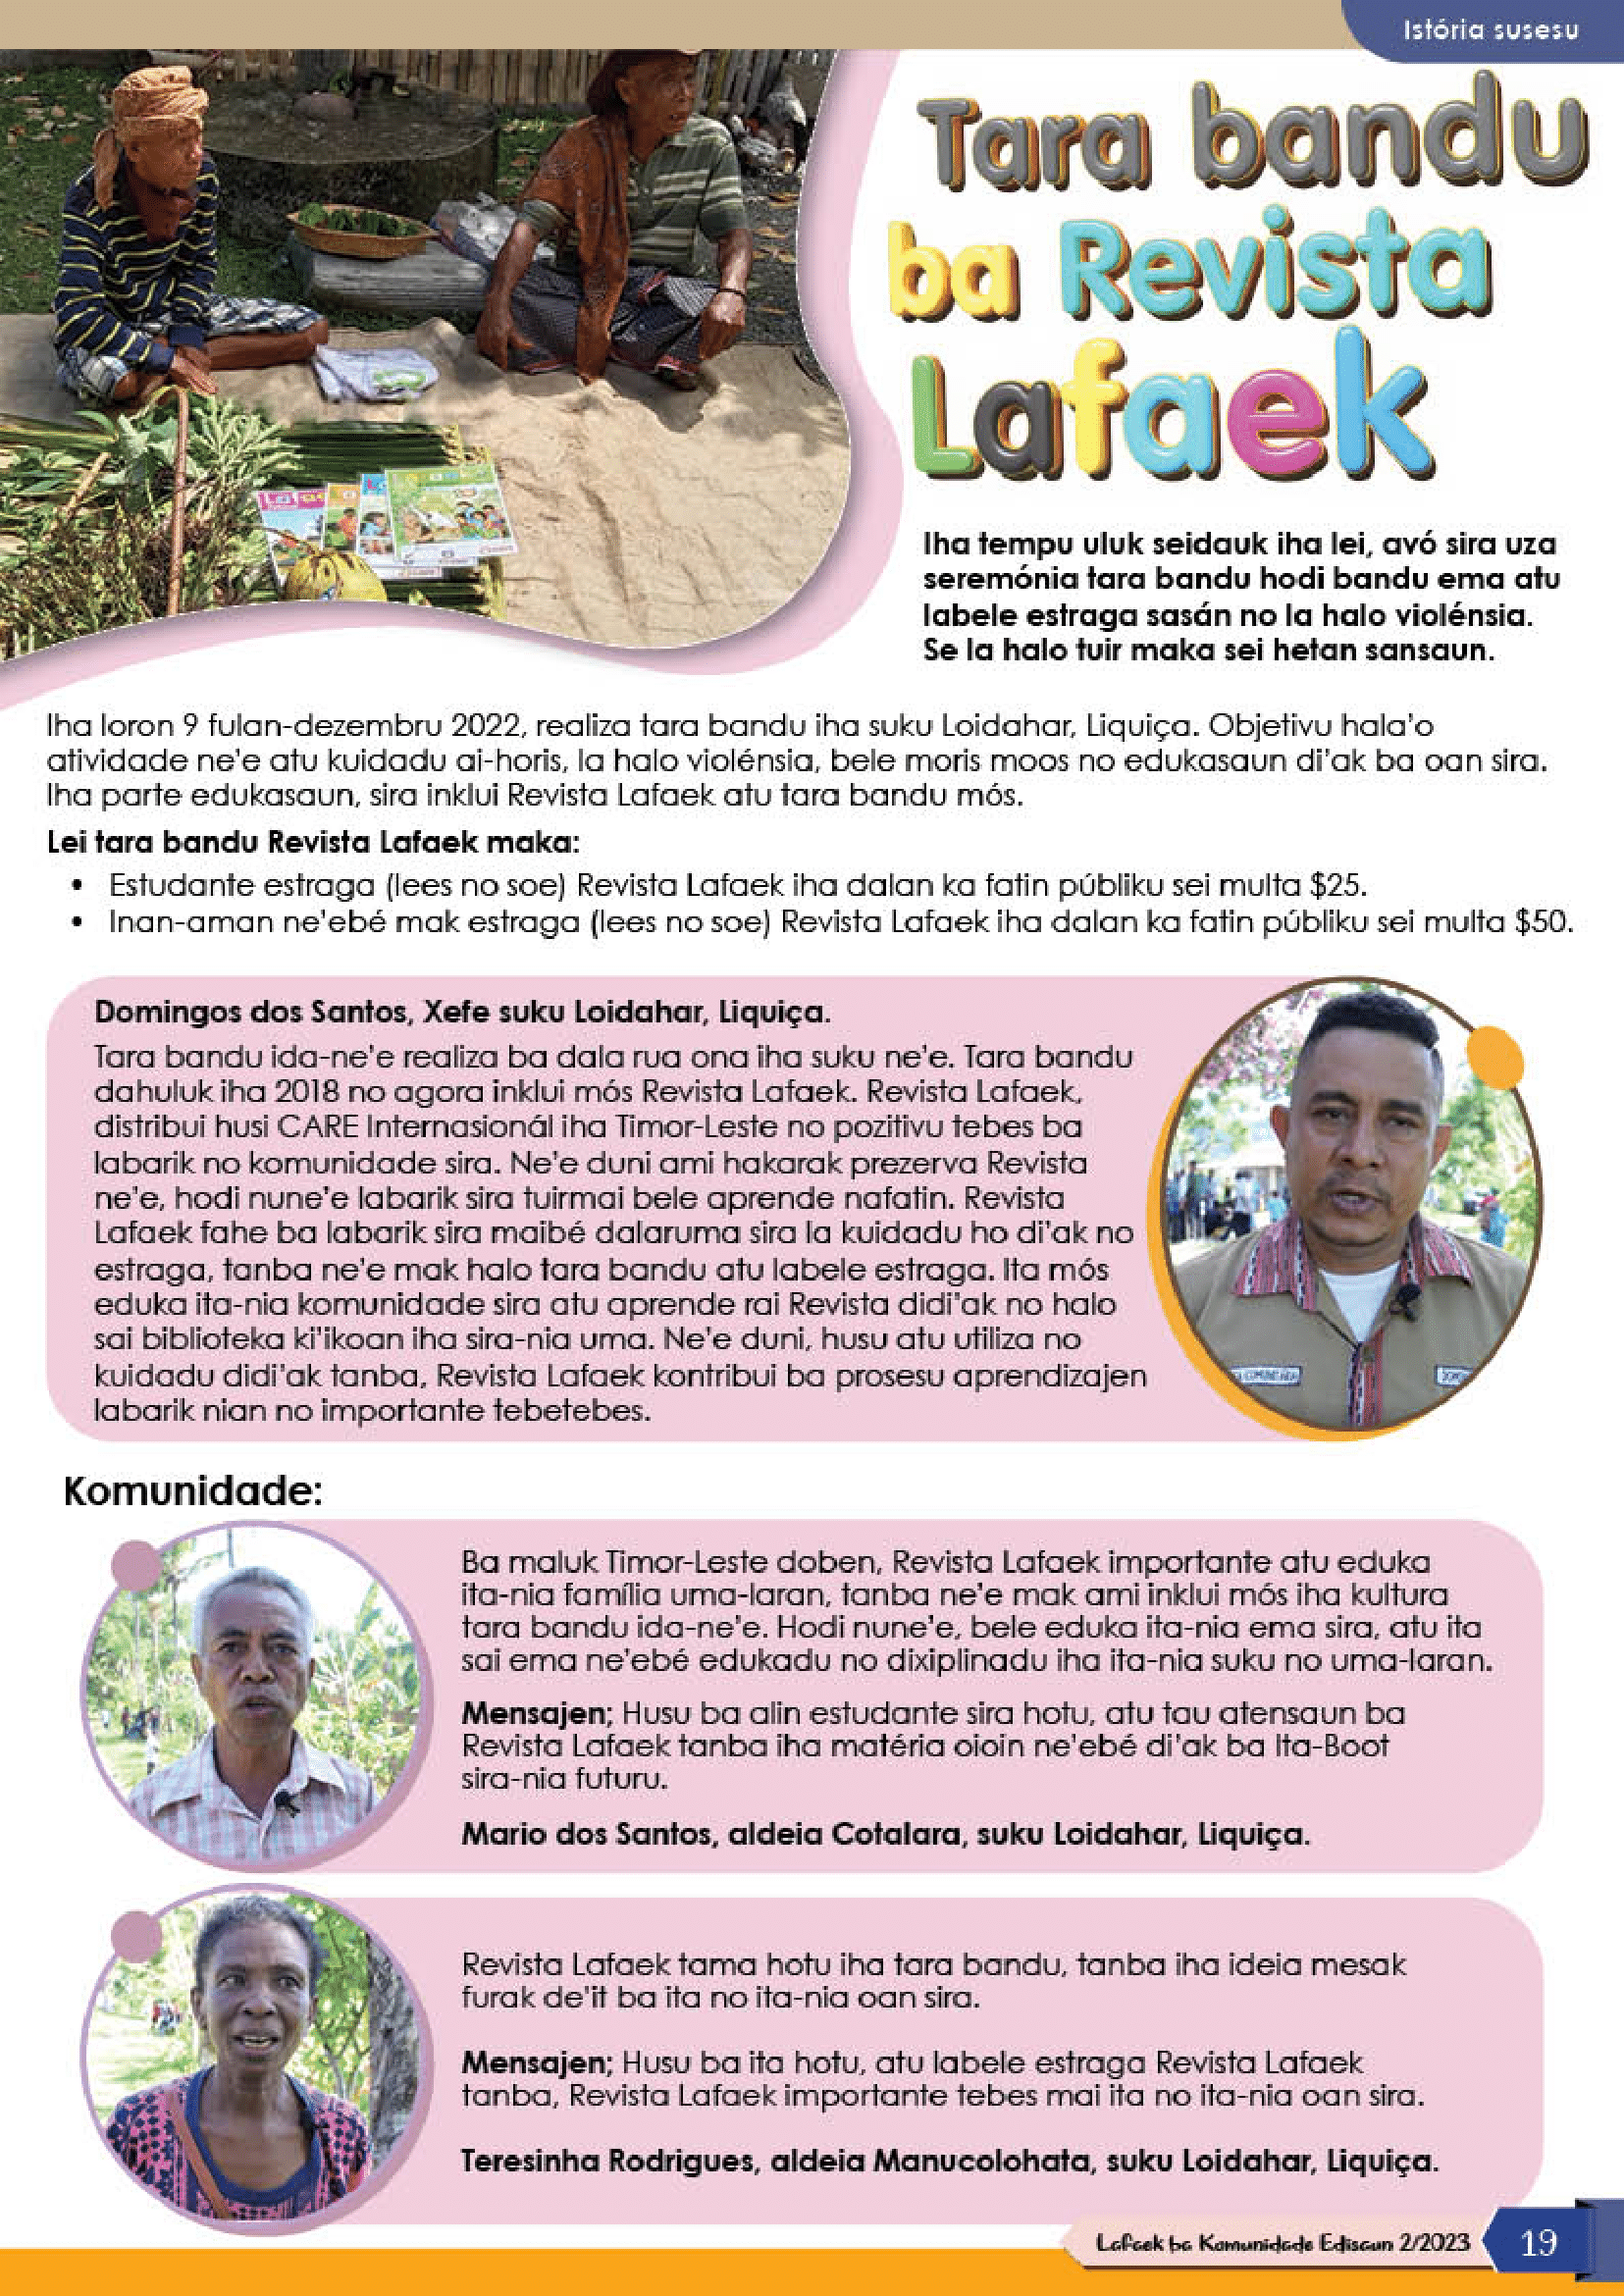 Istória susesu
Tara bandu
ba Revista
Lafaek
Iha tempu uluk seidauk iha lei, avó sira uza
seremónia tara bandu hodi bandu ema atu
labele estraga sasán no la halo violénsia.
Se la halo tuir maka sei hetan sansaun.
Iha loron 9 fulan-dezembru 2022, realiza tara bandu iha suku Loidahar, Liquiça. Objetivu hala'o
atividade ne'e atu kuidadu ai-horis, la halo violénsia, bele moris moos no edukasaun di'ak ba oan sira.
Iha parte edukasaun, sira inklui Revista Lafaek atu tara bandu mós.
Lei tara bandu Revista Lafaek maka:
• Estudante estraga (lees no soe) Revista Lafaek iha dalan ka fatin públiku sei multa $25.
• Inan-aman ne'ebé mak estraga (lees no soe) Revista Lafaek iha dalan ka fatin públiku sei multa $50.
Domingos dos Santos, Xefe suku Loidahar, Liquiça.
Tara bandu ida-ne'e realiza ba dala rua ona iha suku ne'e. Tara bandu
dahuluk iha 2018 no agora inklui mós Revista Lafaek. Revista Lafaek,
distribui husi CARE Internasionál iha Timor-Leste no pozitivu tebes ba
labarik no komunidade sira. Ne'e duni ami hakarak prezerva Revista
ne'e, hodi nune'e labarik sira tuirmai bele aprende nafatin. Revista
Lafaek fahe ba labarik sira maibé dalaruma sira la kuidadu ho di'ak no
estraga, tanba ne'e mak halo tara bandu atu labele estraga. Ita mós
eduka ita-nia komunidade sira atu aprende rai Revista didi'ak no halo
sai biblioteka ki'ikoan iha sira-nia uma. Ne'e duni, husu atu utiliza no
kuidadu didi'ak tanba, Revista Lafaek kontribui ba prosesu aprendizajen
labarik nian no importante tebetebes.
Komunidade:
Ba maluk Timor-Leste doben, Revista Lafaek importante atu eduka
ita-nia família uma-laran, tanba ne'e mak ami inklui mós iha kultura
tara bandu ida-ne'e. Hodi nune'e, bele eduka ita-nia ema sira, atu ita
sai ema ne'ebé edukadu no dixiplinadu iha ita-nia suku no uma-laran.
Mensajen; Husu ba alin estudante sira hotu, atu tau atensaun ba
Revista Lafaek tanba iha matéria oioin ne'ebé di'ak ba Ita-Boot
sira-nia futuru.
Mario dos Santos, aldeia Cotalara, suku Loidahar, Liquiça.
Revista Lafaek tama hotu iha tara bandu, tanba iha ideia mesak
furak de'it ba ita no ita-nia oan sira.
Mensajen; Husu ba ita hotu, atu labele estraga Revista Lafaek
tanba, Revista Lafaek importante tebes mai ita no ita-nia oan sira.
Teresinha Rodrigues, aldeia Manucolohata, suku Loidahar, Liquiça.
Lafaek ba Komunidade Edisaun 2/2023
19